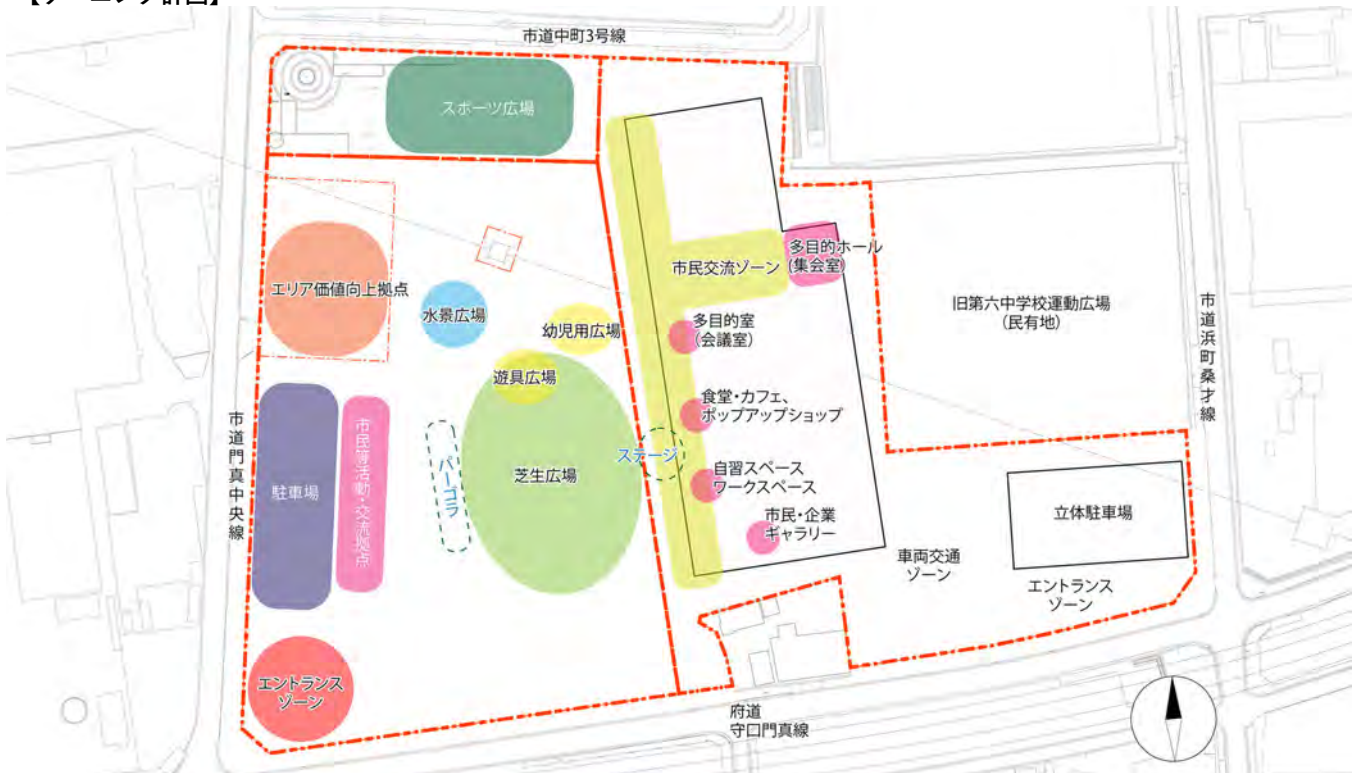 【ゾーニング計画】
市道中町3号線
スポーツ広場
エリア価値向上拠点
水景広場
幼児用広場
遊具広場
芝生広場
パーゴラ
ステージ
駐車場
市民等活動・交流拠点
エントランス
ゾーン
市道門真中央線
市民交流ゾーン
多目的ホール
(集会室)
多目的室
(会議室)
食堂・カフェ、
ポップアップショップ
自習スペース
ワークスペース
市民・企業
ギャラリー
旧第六中学校運動広場
(民有地)
市道浜町桑才線
立体駐車場
車両交通
ゾーン
エントランス
ゾーン
府道
守口門真線